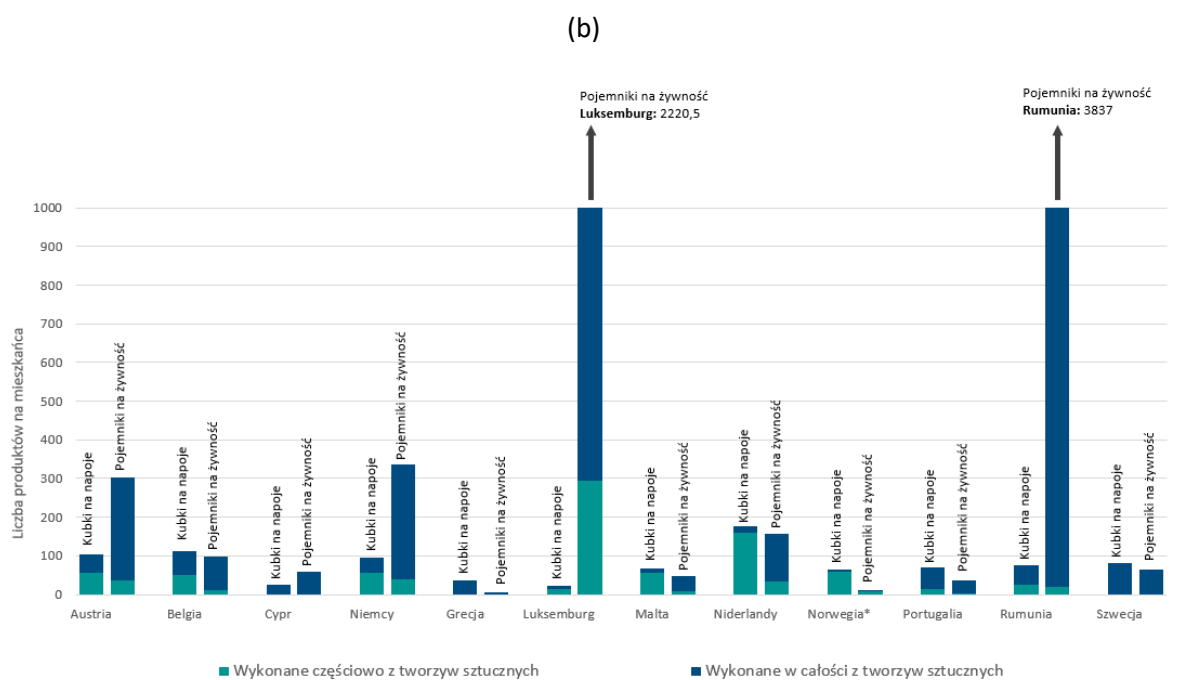 (b)
Pojemniki na żywność
Luksemburg: 2220,5
Pojemniki na żywność
Rumunia: 3837
Liczba produktów na mieszkańca
1000
900
800
700
600
500
400
300
200
100
0
Kubki na napoje
Pojemniki na żywność
Kubki na napoje
Pojemniki na żywność
Kubki na napoje
Pojemniki na żywność
Kubki na napoje
Pojemniki na żywność
Kubki na napoje
Pojemniki na żywność
Kubki na napoje
Kubki na napoje
Pojemniki na żywność
Kubki na napoje
Pojemniki na żywność
Kubki na napoje
Pojemniki na żywność
Kubki na napoje
Pojemniki na żywność
Kubki na napoje
Kubki na napoje
Pojemniki na żywność
Austria
Belgia
Cypr
Niemcy
Grecja
Luksemburg
Malta
Niderlandy
Norwegia*
Portugalia
Rumunia
Szwecja
Wykonane częściowo z tworzyw sztucznych
Wykonane w całości z tworzyw sztucznych